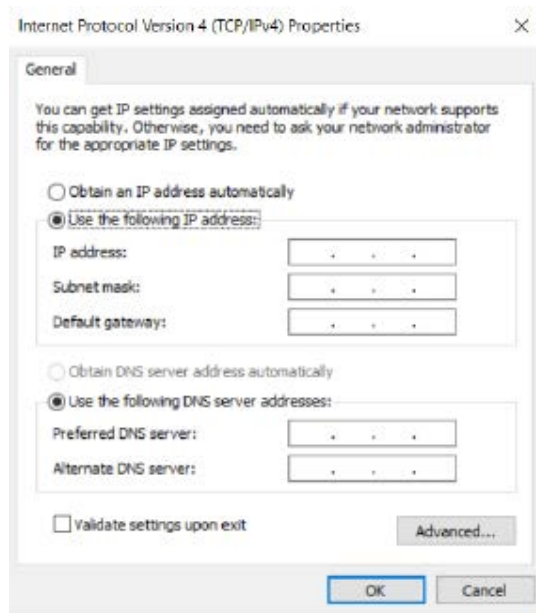 Internet Protocol Version 4 (TCP/IPv4) Properties
General
You can get IP settings assigned automatically if your network supports
this capability. Otherwise, you need to ask your network administrator
for the appropriate IP settings.
Obtain an IP address automatically
Use the following IP address:
IP address:
Subnet mask:
Default gateway:
Obtain DNS server address automatically
Use the following DNS server addresses:
Preferred DNS server:
Alternate DNS server:
Validate settings upon exit
Advanced...
OK
Cancel